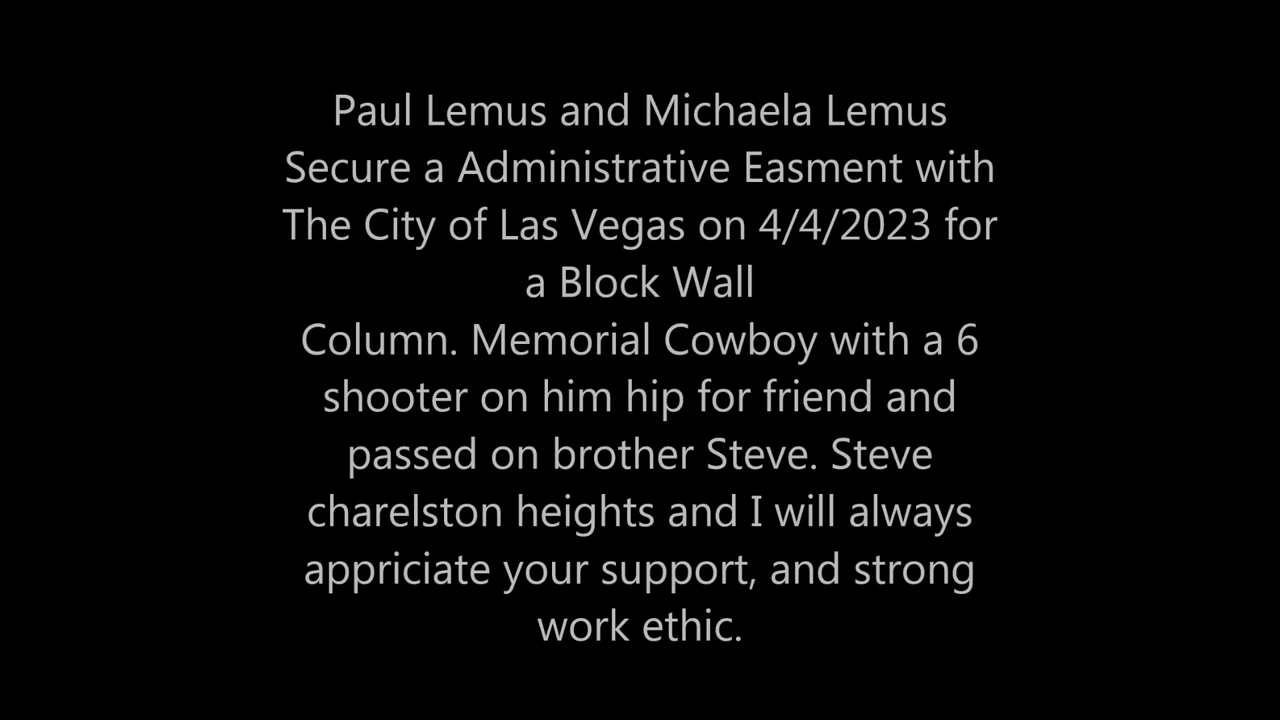 Paul Lemus and Michaela Lemus
Secure a Administrative Easment with
The City of Las Vegas on 4/4/2023 for
a Block Wall
Column. Memorial Cowboy with a 6
shooter on him hip for friend and
passed on brother Steve. Steve
charelston heights and I will always
appriciate your support, and strong
work ethic.